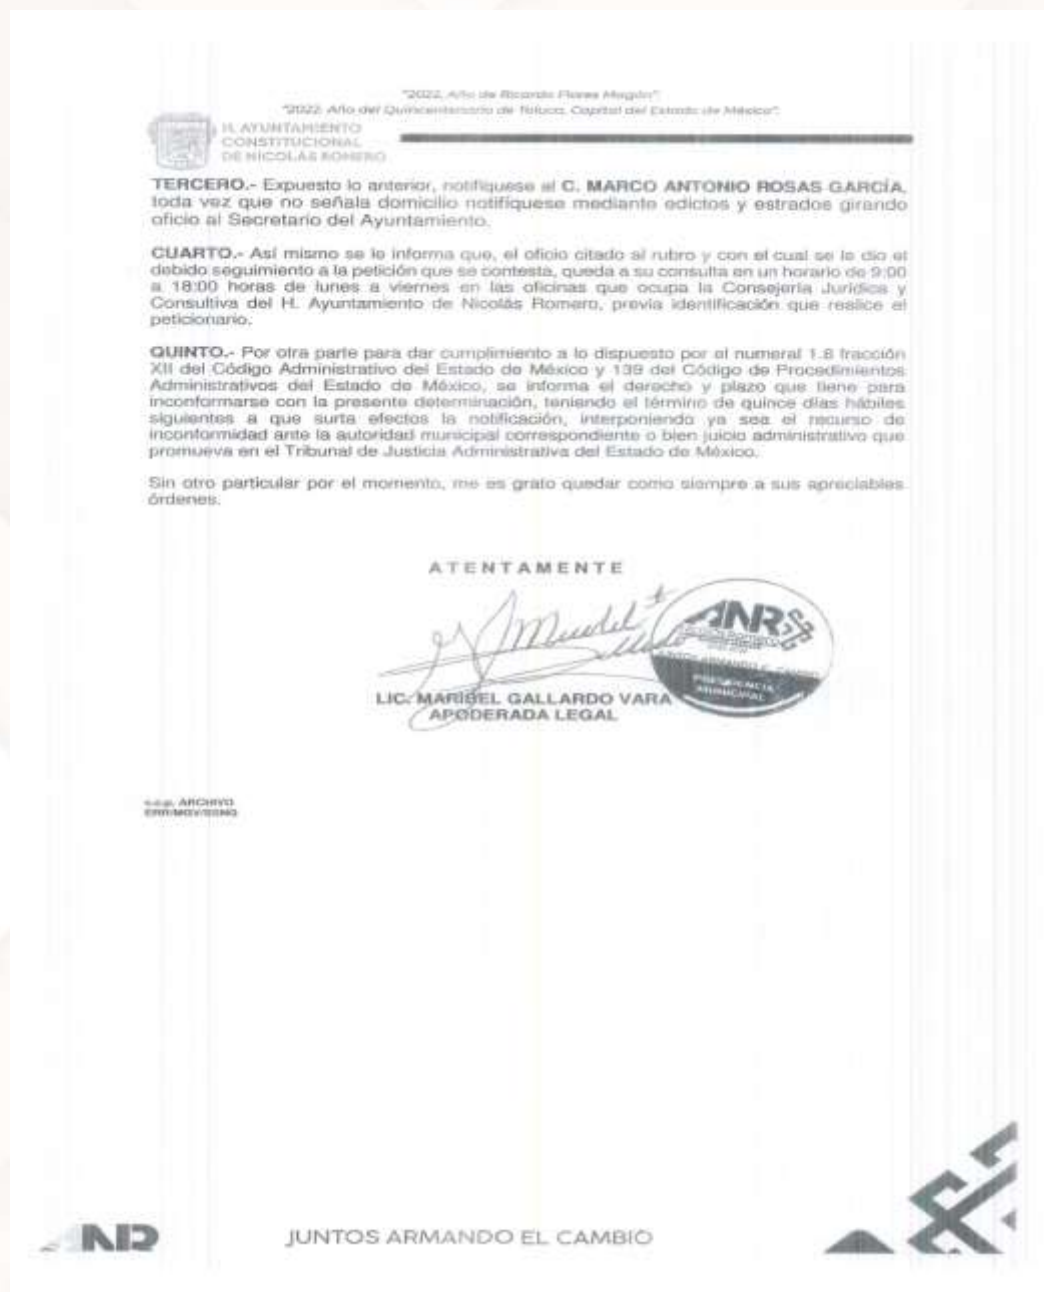 "2022, Año de Ricardo Flores Magón".
"2022. Año del Quincentenario de Toluca, Capital del Estado de México".
H. AYUNTAMIENTO
CONSTITUCIONAL
DE NICOLÁS ROMERO
TERCERO.- Expuesto lo anterior, notifíquese al C. MARCO ANTONIO ROSAS GARCÍA,
toda vez que no señala domicilio notifíquese mediante edictos y estrados girando
oficio al Secretario del Ayuntamiento.
CUARTO.- Así mismo se le informa que, el oficio citado al rubro y con el cual se le dio el
debido seguimiento a la petición que se contesta, queda a su consulta en un horario de 9:00
a 18:00 horas de lunes a viernes en las oficinas que ocupa la Consejería Jurídica y
Consultiva del H. Ayuntamiento de Nicolás Romero, previa identificación que realice el
peticionario.
QUINTO.- Por otra parte para dar cumplimiento a lo dispuesto por el numeral 1.8 fracción
XII del Código Administrativo del Estado de México y 139 del Código de Procedimientos
Administrativos del Estado de México, se informa el derecho y plazo que tiene para
inconformarse con la presente determinación, teniendo el término de quince días hábiles
siguientes a que surta efectos la notificación, interponiendo ya sea el recurso de
inconformidad ante la autoridad municipal correspondiente o bien juicio administrativo que
promueva en el Tribunal de Justicia Administrativa del Estado de México.
Sin otro particular por el momento, me es grato quedar como siempre a sus apreciables
órdenes.
ATENTAMENTE
ANR
PRESIDENCIA
MUNICIPAL
LIC. MARIBEL GALLARDO VARA
APODERADA LEGAL
c.c.p. ARCHIVO
JUNTOS ARMANDO EL CAMBIO